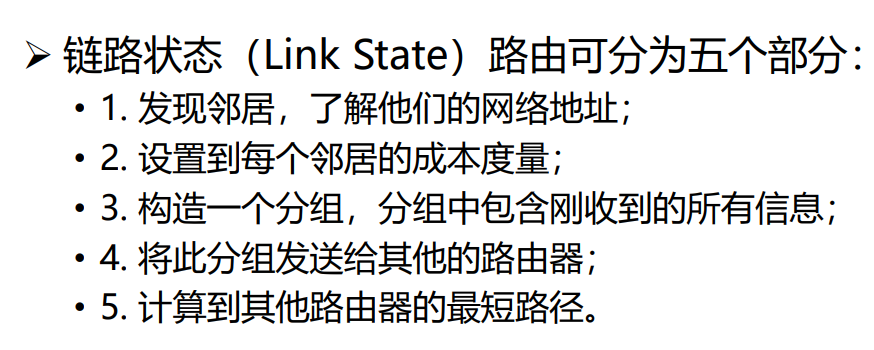 ➢ 链路状态（Link State）路由可分为五个部分：
• 1. 发现邻居，了解他们的网络地址；
• 2. 设置到每个邻居的成本度量；
• 3. 构造一个分组，分组中包含刚收到的所有信息；
• 4. 将此分组发送给其他的路由器；
• 5. 计算到其他路由器的最短路径。